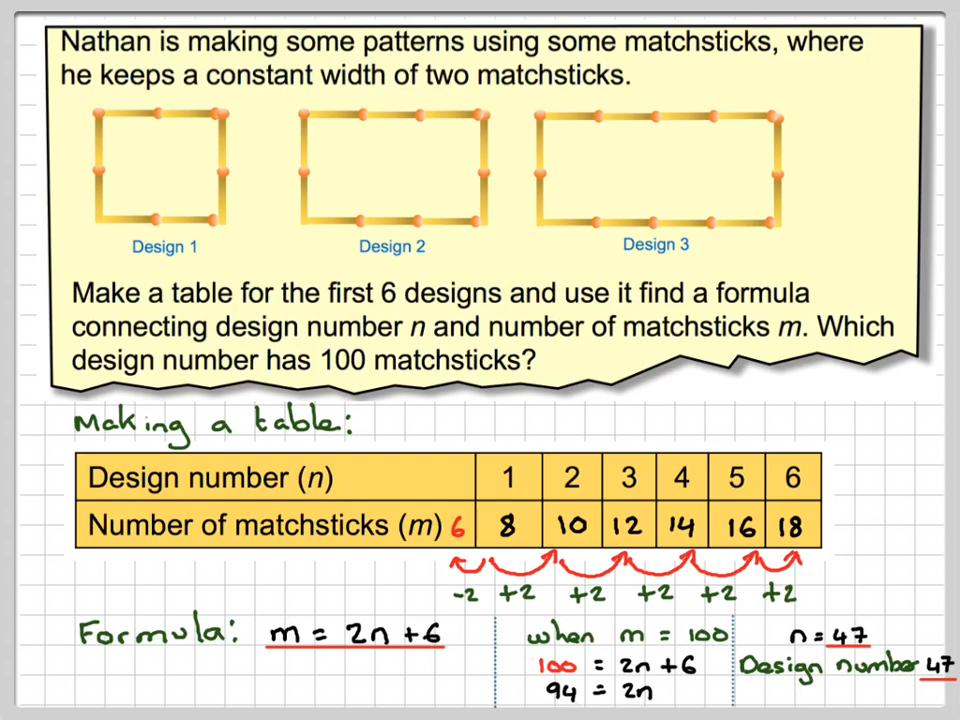 Nathan is making some patterns using some matchsticks, where
he keeps a constant width of two matchsticks.
Design 1 Design 2 Design 3
Make a table for the first 6 designs and use it find a formula
connecting design number n and number of matchsticks m. Which
design number has 100 matchsticks?
Making a table:
Design number (n) 1 2 3 4 5 6
Number of matchsticks (m) 6 8 10 12 14 16 18
-2 +2 +2 +2 +2 +2
Formula: m = 2n + 6
when m = 100
100 = 2n + 6
94 = 2n
n = 47
Design number 47